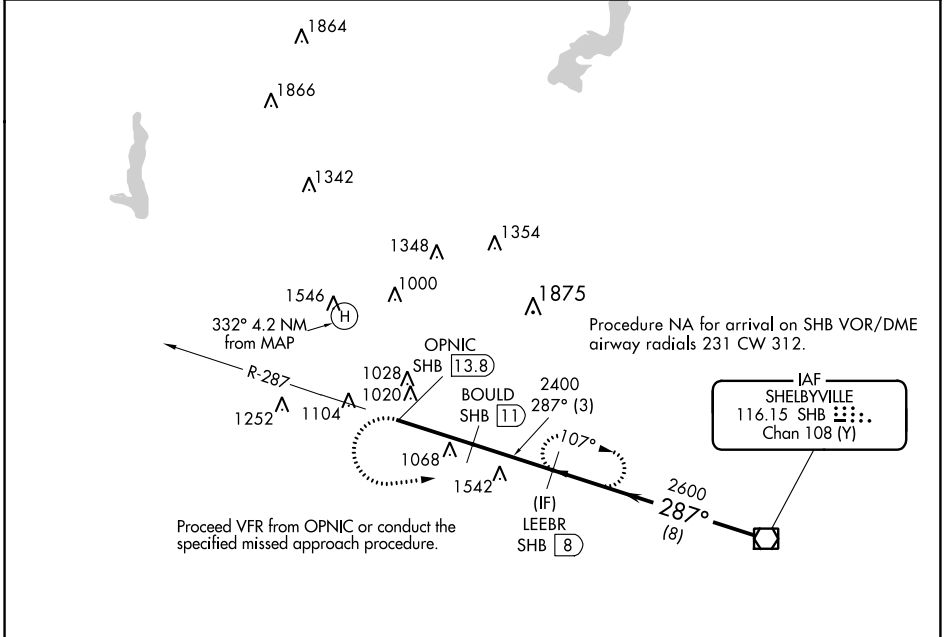 1864
1866
1342
1348
1354
1000
1546
1875
H
332° 4.2 NM
from MAP
Procedure NA for arrival on SHB VOR/DME
airway radials 231 CW 312.
OPNIC
SHB 13.8
R-287
1028
1020
BOULD
SHB 11
2400
287° (3)
IAF
SHELBYVILLE
116.15 SHB
Chan 108 (Y)
1252
1104
107°
1068
1542
(IF)
LEEBR
SHB 8
2600
287°
(8)
Proceed VFR from OPNIC or conduct the
specified missed approach procedure.